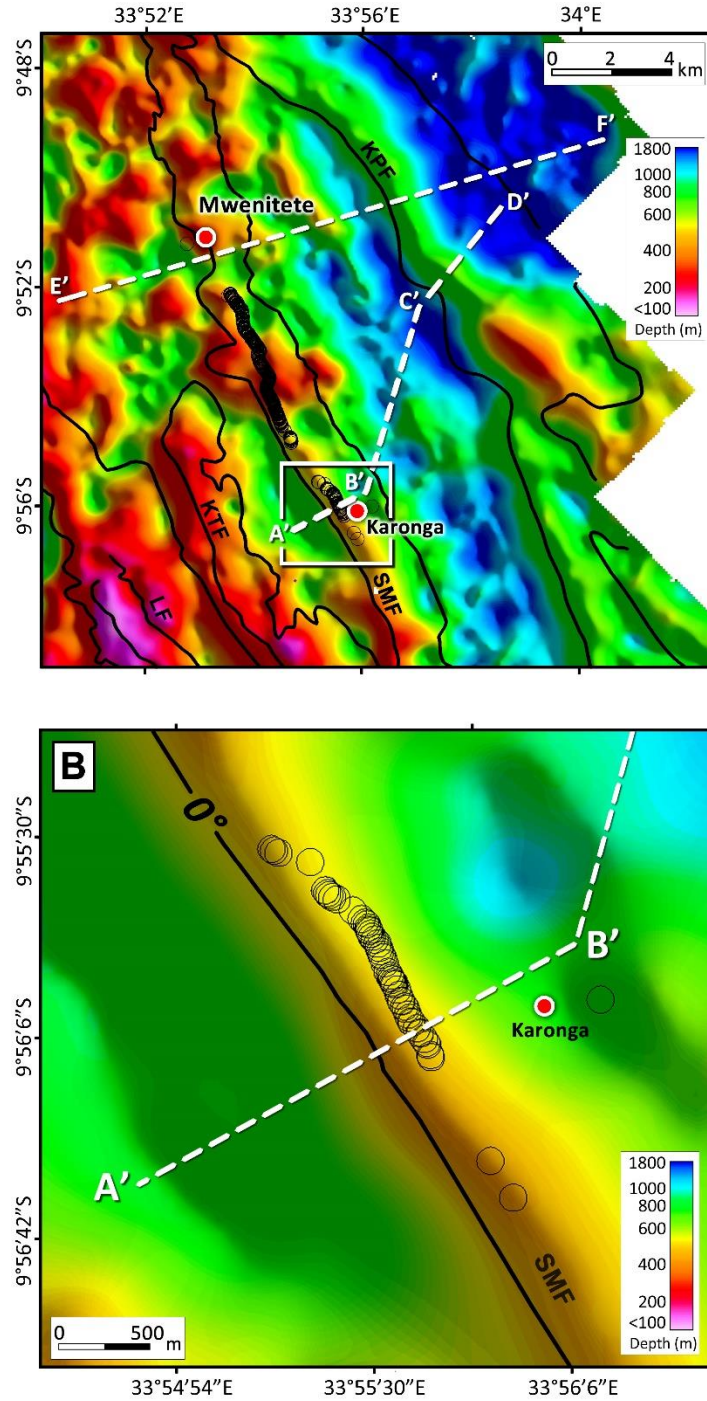 33°52'E
33°56'E
34°E
9°48'S
9°52'S
9°56'S
0 2 4
km
1800
1000
800
600
400
200
<100
Depth (m)
KPF
F'
D'
Mwenitete
E'
C'
B'
A'
Karonga
KTF
LF
SMF
B
0°
9°55'30"S
9°56'6"S
9°56'42"S
B'
Karonga
A'
SMF
0 500
m
1800
1000
800
600
400
200
<100
Depth (m)
33°54'54"E
33°55'30"E
33°56'6"E